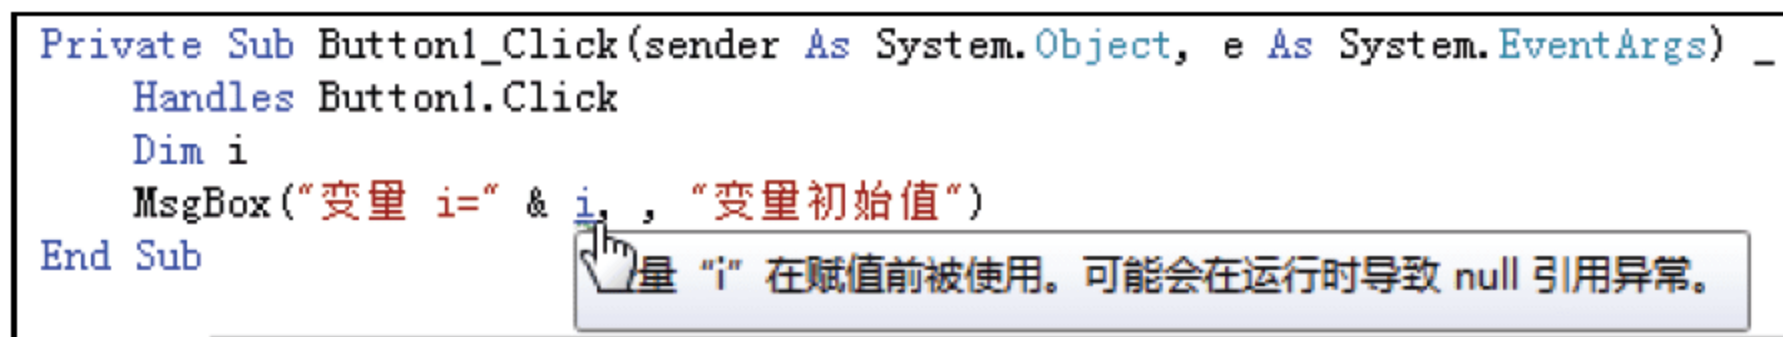 Private Sub Button1_Click(sender As System.Object, e As System.EventArgs) _
Handles Button1.Click
Dim i
MsgBox("变量 i=" & i, , "变量初始值")
End Sub
量 "i" 在赋值前被使用。可能会在运行时导致 null 引用异常。